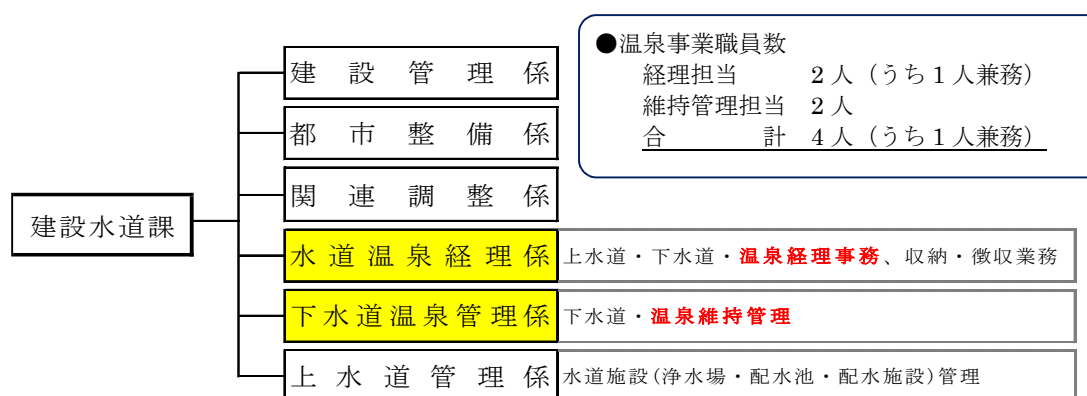 ●温泉事業職員数
経理担当 2人(うち1人兼務)
維持管理担当 2人
合計 4人(うち1人兼務)
建設水道課
建設管理係
都市整備係
関連調整係
水道温泉経理係 上水道・下水道・温泉経理事務、収納・徴収業務
下水道温泉管理係 下水道・温泉維持管理
上水道管理係 水道施設(浄水場・配水池・配水施設)管理